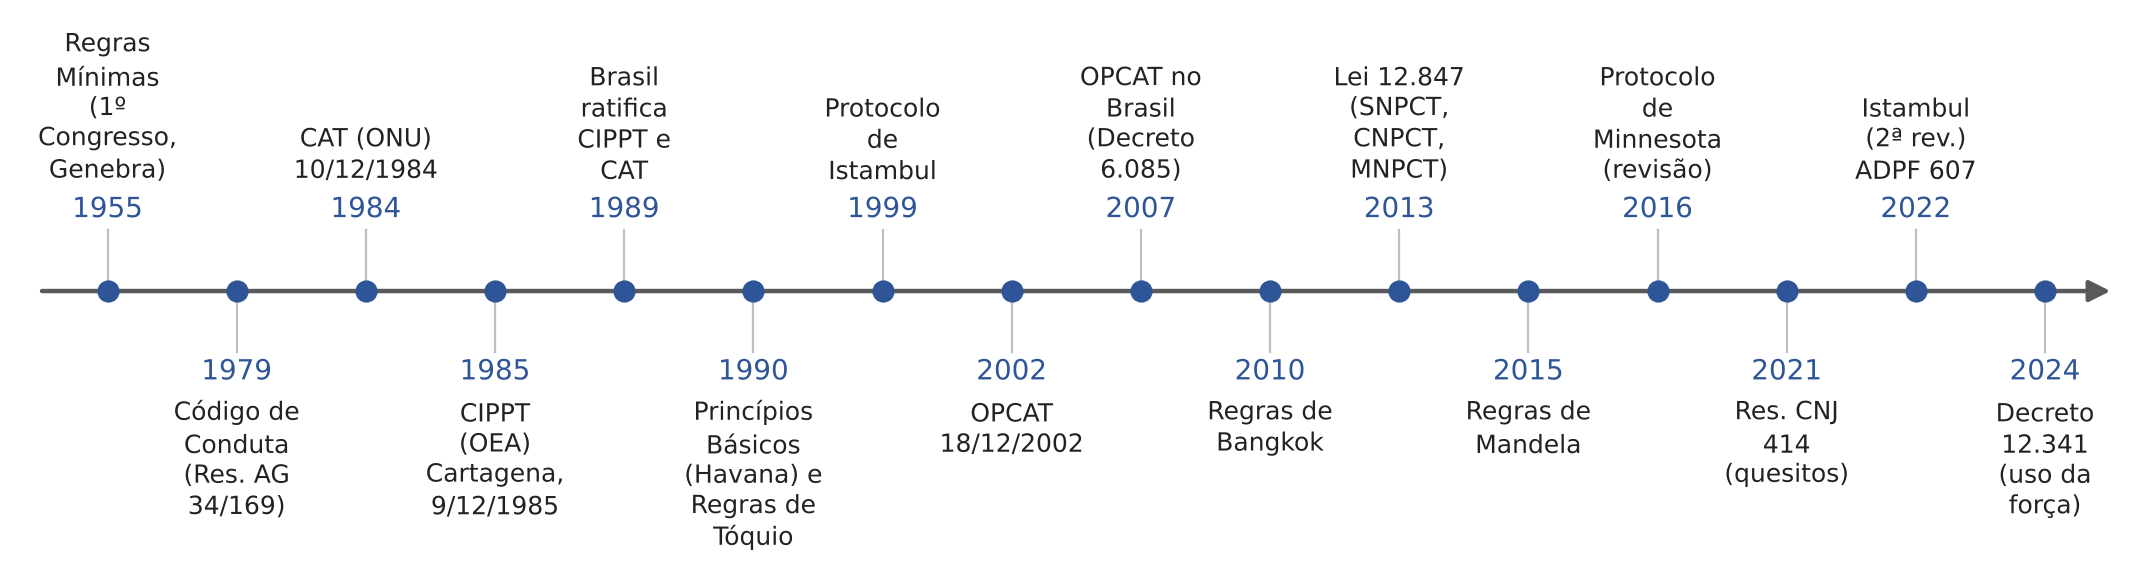 Regras
Mínimas
(1º
Congresso,
Genebra)
1955
1979
Código de
Conduta
(Res. AG
34/169)
CAT (ONU)
10/12/1984
1984
1985
CIPPT
(OEA)
Cartagena,
9/12/1985
Brasil
ratifica
CIPPT e
CAT
1989
1990
Princípios
Básicos
(Havana) e
Regras de
Tóquio
Protocolo
de
Istambul
1999
2002
OPCAT
18/12/2002
OPCAT no
Brasil
(Decreto
6.085)
2007
2010
Regras de
Bangkok
Lei 12.847
(SNPCT,
CNPCT,
MNPCT)
2013
2015
Regras de
Mandela
Protocolo
de
Minnesota
(revisão)
2016
2021
Res. CNJ
414
(quesitos)
Istambul
(2ª rev.)
ADPF 607
2022
2024
Decreto
12.341
(uso da
força)